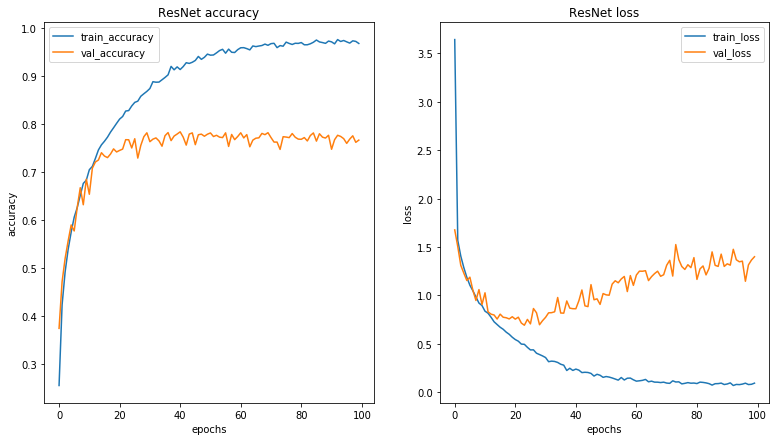 ResNet accuracy
train_accuracy
val_accuracy
accuracy
1.0
0.9
0.8
0.7
0.6
0.5
0.4
0.3
0 20 40 60 80 100
epochs
ResNet loss
train_loss
val_loss
loss
3.5
3.0
2.5
2.0
1.5
1.0
0.5
0.0
0 20 40 60 80 100
epochs